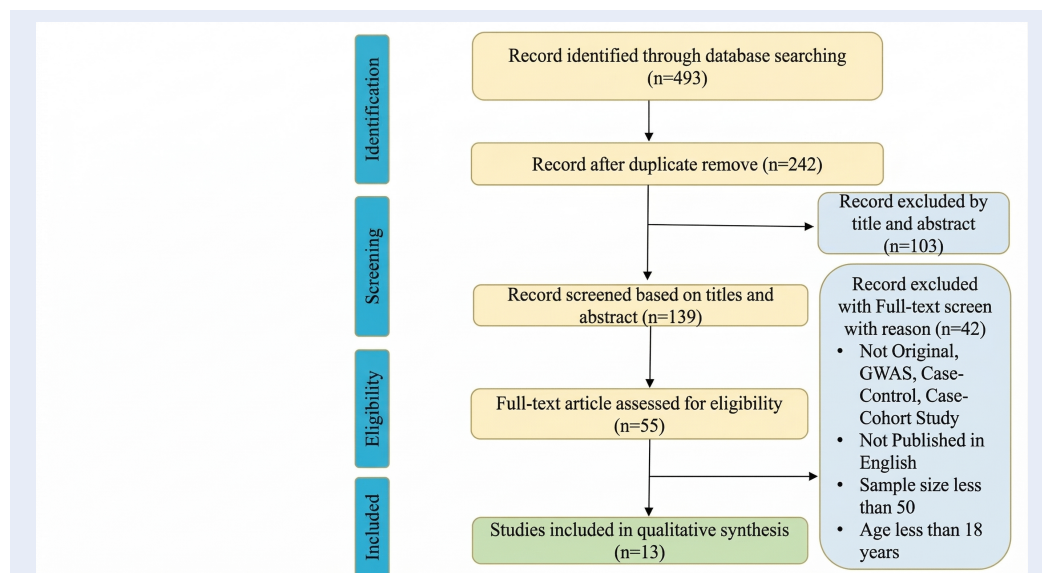 Identification
Record identified through database searching
(n=493)
Record after duplicate remove (n=242)
Screening
Record excluded by
title and abstract
(n=103)
Record screened based on titles and
abstract (n=139)
Record excluded
with Full-text screen
with reason (n=42)
• Not Original,
GWAS, Case-
Control, Case-
Cohort Study
• Not Published in
English
• Sample size less
than 50
• Age less than 18
years
Eligibility
Full-text article assessed for eligibility
(n=55)
Included
Studies included in qualitative synthesis
(n=13)